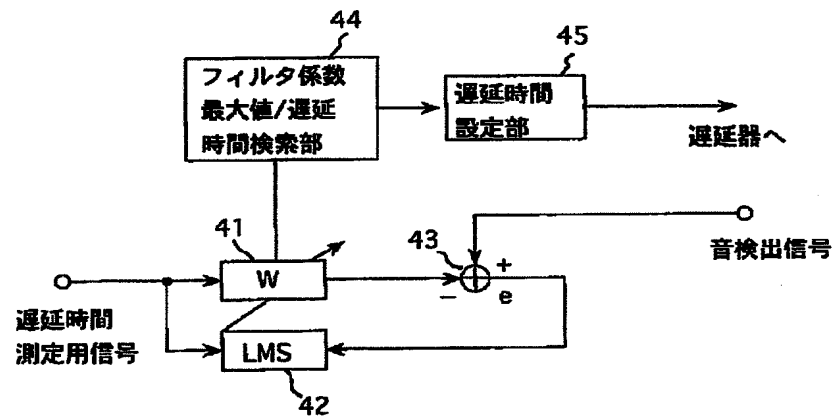 44
45
フィルタ係数
最大値/遅延
時間検索部
遅延時間
設定部
遅延器へ
41
43
音検出信号
W
+
−
e
遅延時間
測定用信号
LMS
42